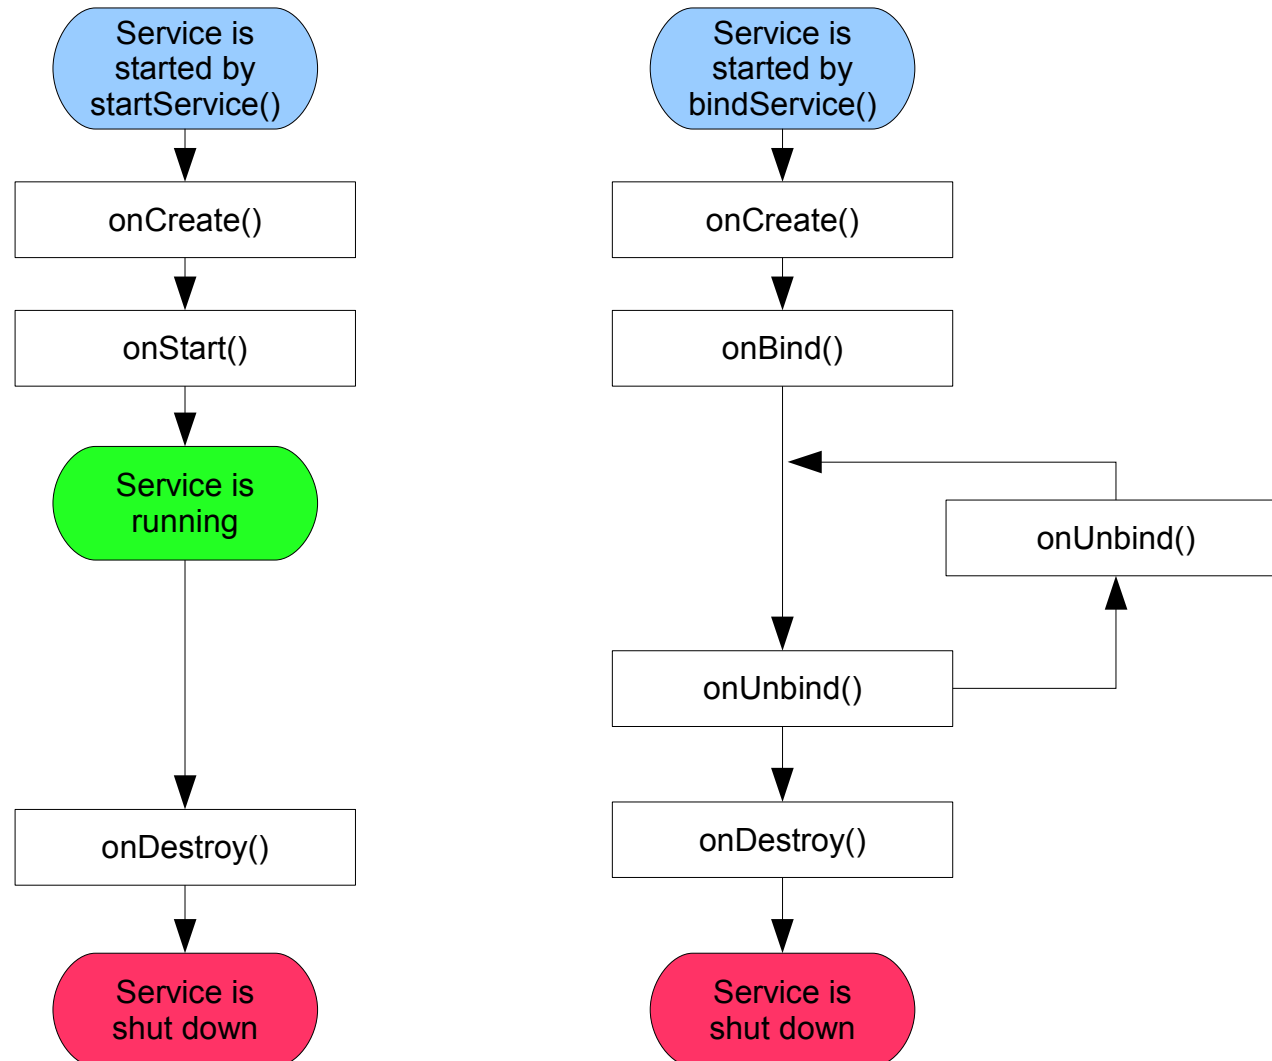 Service is
started by
startService()
onCreate()
onStart()
Service is
running
onDestroy()
Service is
shut down
Service is
started by
bindService()
onCreate()
onBind()
onUnbind()
onUnbind()
onDestroy()
Service is
shut down